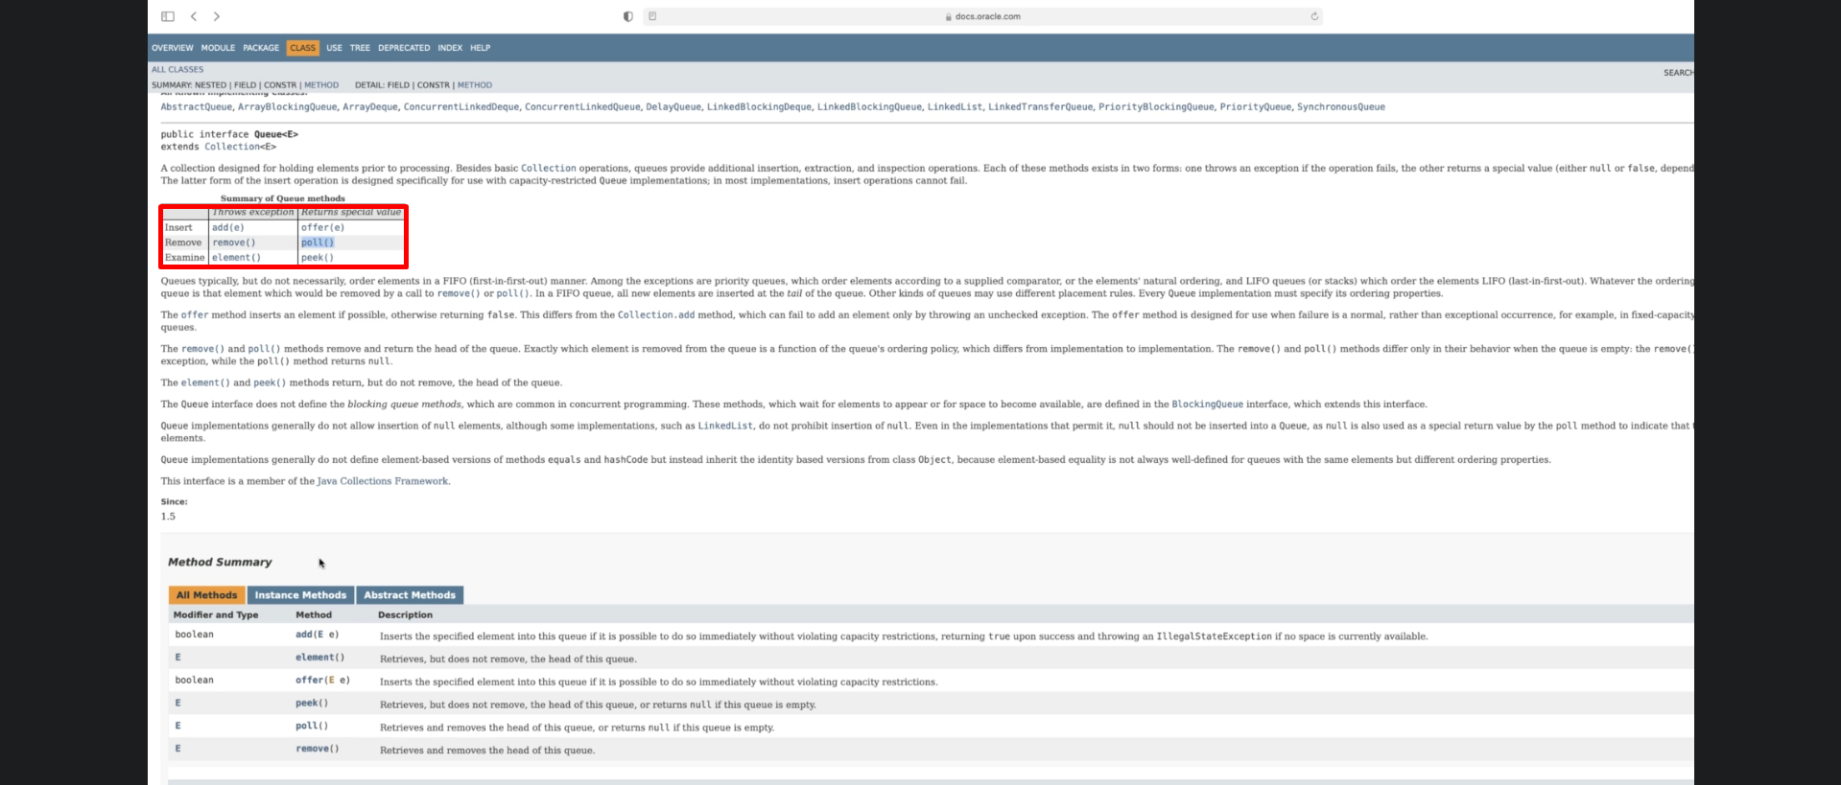 docs.oracle.com
OVERVIEW MODULE PACKAGE CLASS USE TREE DEPRECATED INDEX HELP
ALL CLASSES
SEARCH
SUMMARY: NESTED | FIELD | CONSTR | METHOD DETAIL: FIELD | CONSTR | METHOD
All Known Implementing Classes:
AbstractQueue, ArrayBlockingQueue, ArrayDeque, ConcurrentLinkedDeque, ConcurrentLinkedQueue, DelayQueue, LinkedBlockingDeque, LinkedBlockingQueue, LinkedList, LinkedTransferQueue, PriorityBlockingQueue, PriorityQueue, SynchronousQueue
public interface Queue<E>
extends Collection<E>
A collection designed for holding elements prior to processing. Besides basic Collection operations, queues provide additional insertion, extraction, and inspection operations. Each of these methods exists in two forms: one throws an exception if the operation fails, the other returns a special value (either null or false, depend
The latter form of the insert operation is designed specifically for use with capacity-restricted Queue implementations; in most implementations, insert operations cannot fail.
Summary of Queue methods
Throws exception Returns special value
Insert add(e) offer(e)
Remove remove() poll()
Examine element() peek()
Queues typically, but do not necessarily, order elements in a FIFO (first-in-first-out) manner. Among the exceptions are priority queues, which order elements according to a supplied comparator, or the elements' natural ordering, and LIFO queues (or stacks) which order the elements LIFO (last-in-first-out). Whatever the ordering
queue is that element which would be removed by a call to remove() or poll(). In a FIFO queue, all new elements are inserted at the tail of the queue. Other kinds of queues may use different placement rules. Every Queue implementation must specify its ordering properties.
The offer method inserts an element if possible, otherwise returning false. This differs from the Collection.add method, which can fail to add an element only by throwing an unchecked exception. The offer method is designed for use when failure is a normal, rather than exceptional occurrence, for example, in fixed-capacity
queues.
The remove() and poll() methods remove and return the head of the queue. Exactly which element is removed from the queue is a function of the queue's ordering policy, which differs from implementation to implementation. The remove() and poll() methods differ only in their behavior when the queue is empty: the remove(
exception, while the poll() method returns null.
The element() and peek() methods return, but do not remove, the head of the queue.
The Queue interface does not define the blocking queue methods, which are common in concurrent programming. These methods, which wait for elements to appear or for space to become available, are defined in the BlockingQueue interface, which extends this interface.
Queue implementations generally do not allow insertion of null elements, although some implementations, such as LinkedList, do not prohibit insertion of null. Even in the implementations that permit it, null should not be inserted into a Queue, as null is also used as a special return value by the poll method to indicate that
elements.
Queue implementations generally do not define element-based versions of methods equals and hashCode but instead inherit the identity based versions from class Object, because element-based equality is not always well-defined for queues with the same elements but different ordering properties.
This interface is a member of the Java Collections Framework.
Since:
1.5
Method Summary
All Methods Instance Methods Abstract Methods
Modifier and Type Method Description
boolean add(E e) Inserts the specified element into this queue if it is possible to do so immediately without violating capacity restrictions, returning true upon success and throwing an IllegalStateException if no space is currently available.
E element() Retrieves, but does not remove, the head of this queue.
boolean offer(E e) Inserts the specified element into this queue if it is possible to do so immediately without violating capacity restrictions.
E peek() Retrieves, but does not remove, the head of this queue, or returns null if this queue is empty.
E poll() Retrieves and removes the head of this queue, or returns null if this queue is empty.
E remove() Retrieves and removes the head of this queue.